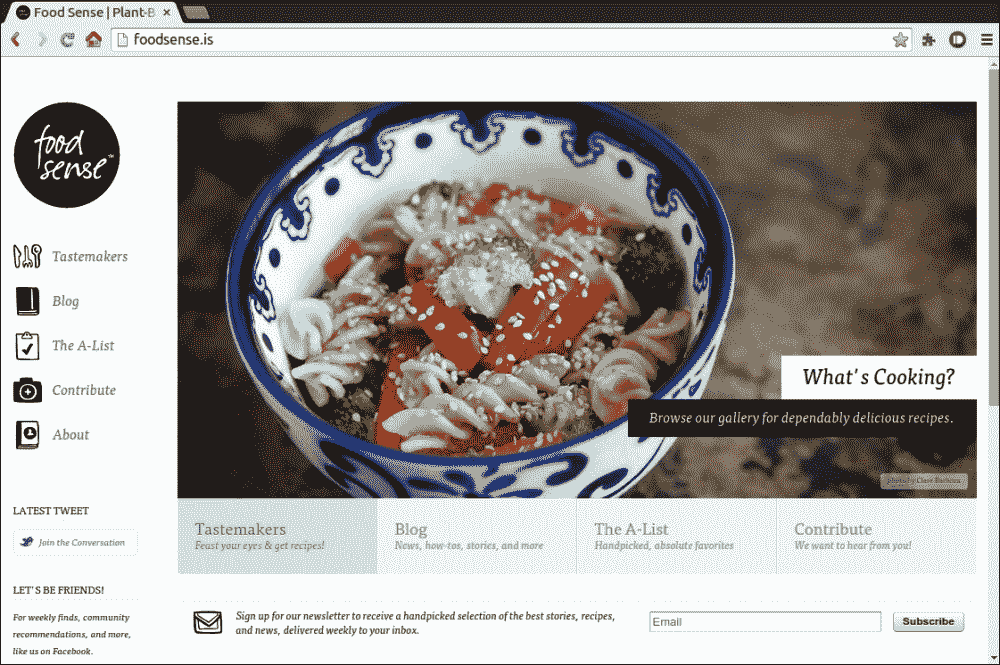 Food Sense | Plant-B
foodsense.is
food
sense™
Tastemakers
Blog
The A-List
Contribute
About
LATEST TWEET
Join the Conversation
LET'S BE FRIENDS!
For weekly finds, community
recommendations, and more,
like us on Facebook.
What's Cooking?
Browse our gallery for dependably delicious recipes.
Tastemakers
Feast your eyes & get recipes!
Blog
News, how-tos, stories, and more
The A-List
Handpicked, absolute favorites
Contribute
We want to hear from you!
Sign up for our newsletter to receive a handpicked selection of the best stories, recipes,
and news, delivered weekly to your inbox.
Email
Subscribe